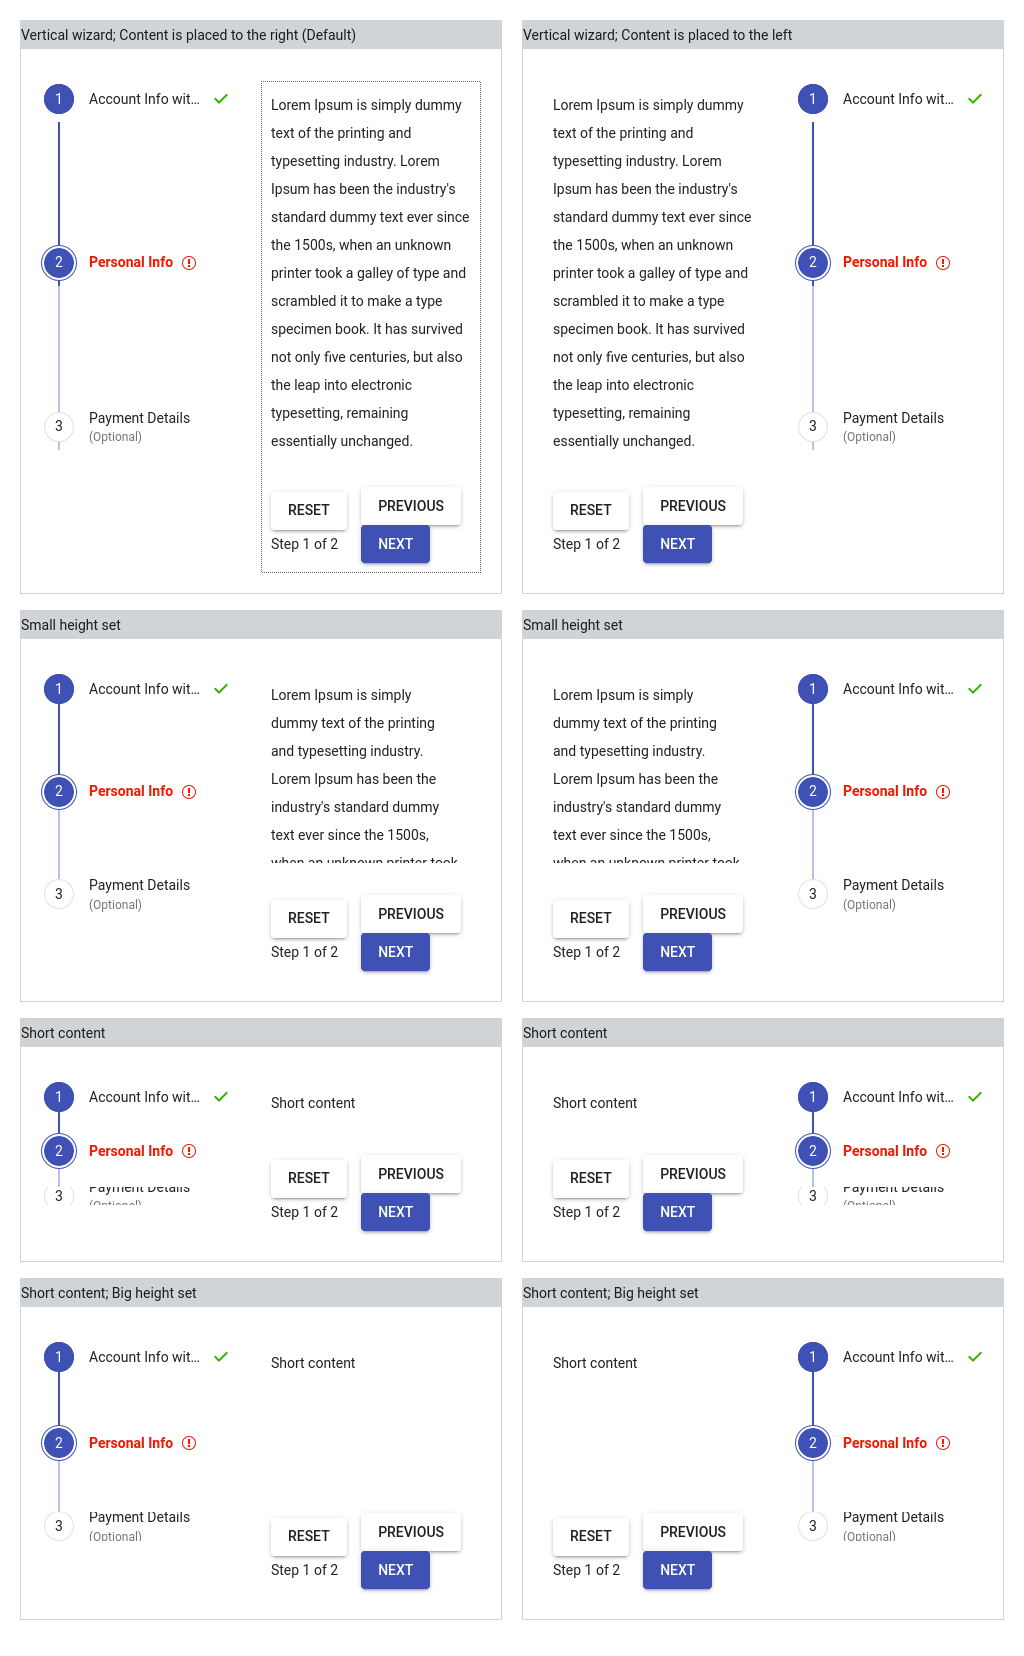 Vertical wizard; Content is placed to the right (Default)
1 Account Info wit...
2 Personal Info
3 Payment Details
(Optional)
Lorem Ipsum is simply dummy
text of the printing and
typesetting industry. Lorem
Ipsum has been the industry's
standard dummy text ever since
the 1500s, when an unknown
printer took a galley of type and
scrambled it to make a type
specimen book. It has survived
not only five centuries, but also
the leap into electronic
typesetting, remaining
essentially unchanged.
RESET
PREVIOUS
Step 1 of 2
NEXT
Vertical wizard; Content is placed to the left
Lorem Ipsum is simply dummy
text of the printing and
typesetting industry. Lorem
Ipsum has been the industry's
standard dummy text ever since
the 1500s, when an unknown
printer took a galley of type and
scrambled it to make a type
specimen book. It has survived
not only five centuries, but also
the leap into electronic
typesetting, remaining
essentially unchanged.
RESET
PREVIOUS
Step 1 of 2
NEXT
1 Account Info wit...
2 Personal Info
3 Payment Details
(Optional)
Small height set
1 Account Info wit...
2 Personal Info
3 Payment Details
(Optional)
Lorem Ipsum is simply
dummy text of the printing
and typesetting industry.
Lorem Ipsum has been the
industry's standard dummy
text ever since the 1500s,
when an unknown printer took
RESET
PREVIOUS
Step 1 of 2
NEXT
Small height set
Lorem Ipsum is simply
dummy text of the printing
and typesetting industry.
Lorem Ipsum has been the
industry's standard dummy
text ever since the 1500s,
when an unknown printer took
RESET
PREVIOUS
Step 1 of 2
NEXT
1 Account Info wit...
2 Personal Info
3 Payment Details
(Optional)
Short content
1 Account Info wit...
2 Personal Info
3 Payment Details
(Optional)
Short content
RESET
PREVIOUS
Step 1 of 2
NEXT
Short content
Short content
RESET
PREVIOUS
Step 1 of 2
NEXT
1 Account Info wit...
2 Personal Info
3 Payment Details
(Optional)
Short content; Big height set
1 Account Info wit...
2 Personal Info
3 Payment Details
(Optional)
Short content
RESET
PREVIOUS
Step 1 of 2
NEXT
Short content; Big height set
Short content
RESET
PREVIOUS
Step 1 of 2
NEXT
1 Account Info wit...
2 Personal Info
3 Payment Details
(Optional)